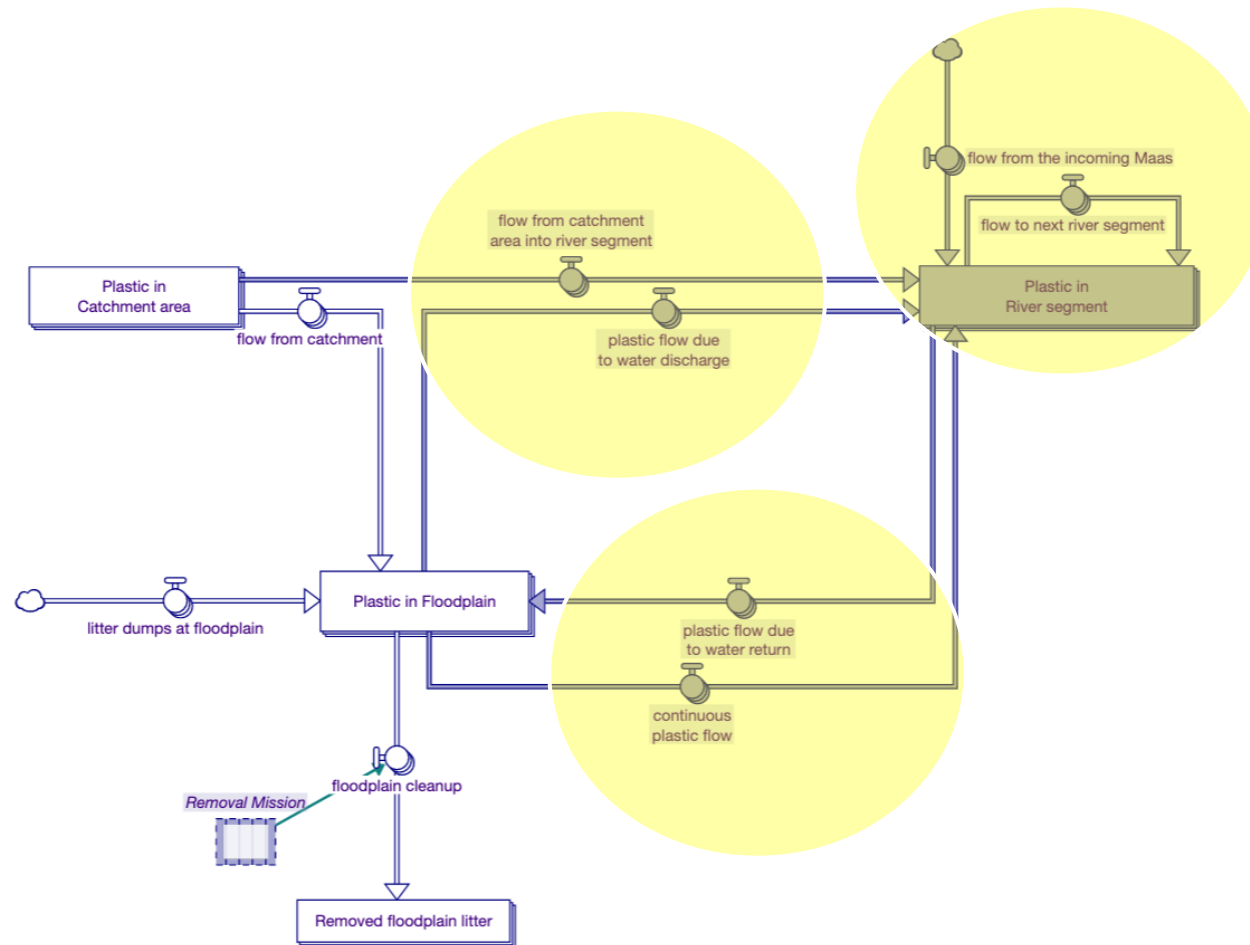 flow from the incoming Maas
flow to next river segment
flow from catchment
area into river segment
Plastic in
Catchment area
Plastic in
River segment
flow from catchment
plastic flow due
to water discharge
Plastic in Floodplain
litter dumps at floodplain
plastic flow due
to water return
continuous
plastic flow
floodplain cleanup
Removal Mission
Removed floodplain litter